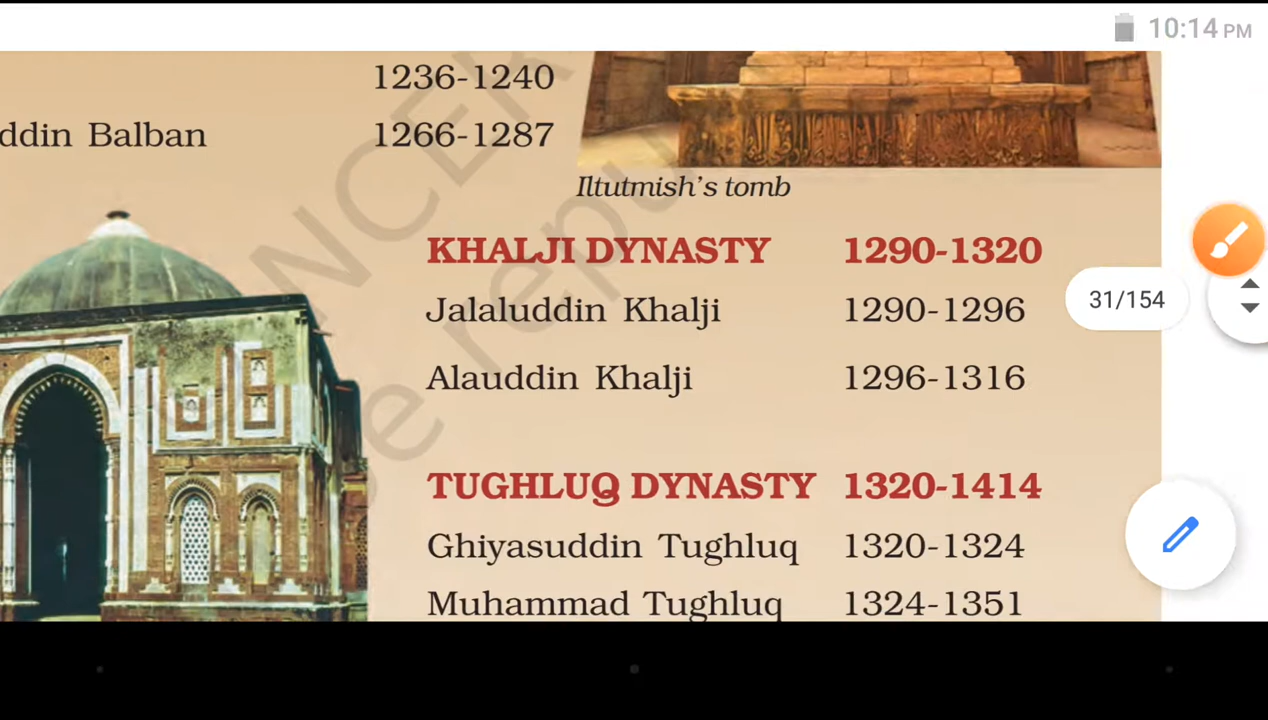 10:14 PM
1236-1240
ddin Balban 1266-1287
Iltutmish's tomb
KHALJI DYNASTY 1290-1320
Jalaluddin Khalji 1290-1296
31/154
Alauddin Khalji 1296-1316
TUGHLUQ DYNASTY 1320-1414
Ghiyasuddin Tughluq 1320-1324
Muhammad Tughluq 1324-1351